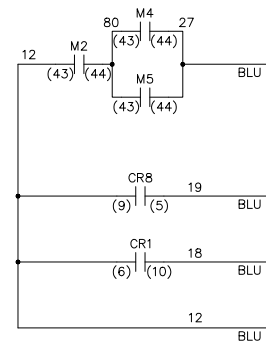 80 M4 27
12 M2 (43) (44)
(43) (44) M5 BLU
(43) (44)
CR8 19
(9) (5) BLU
CR1 18
(6) (10) BLU
12
BLU